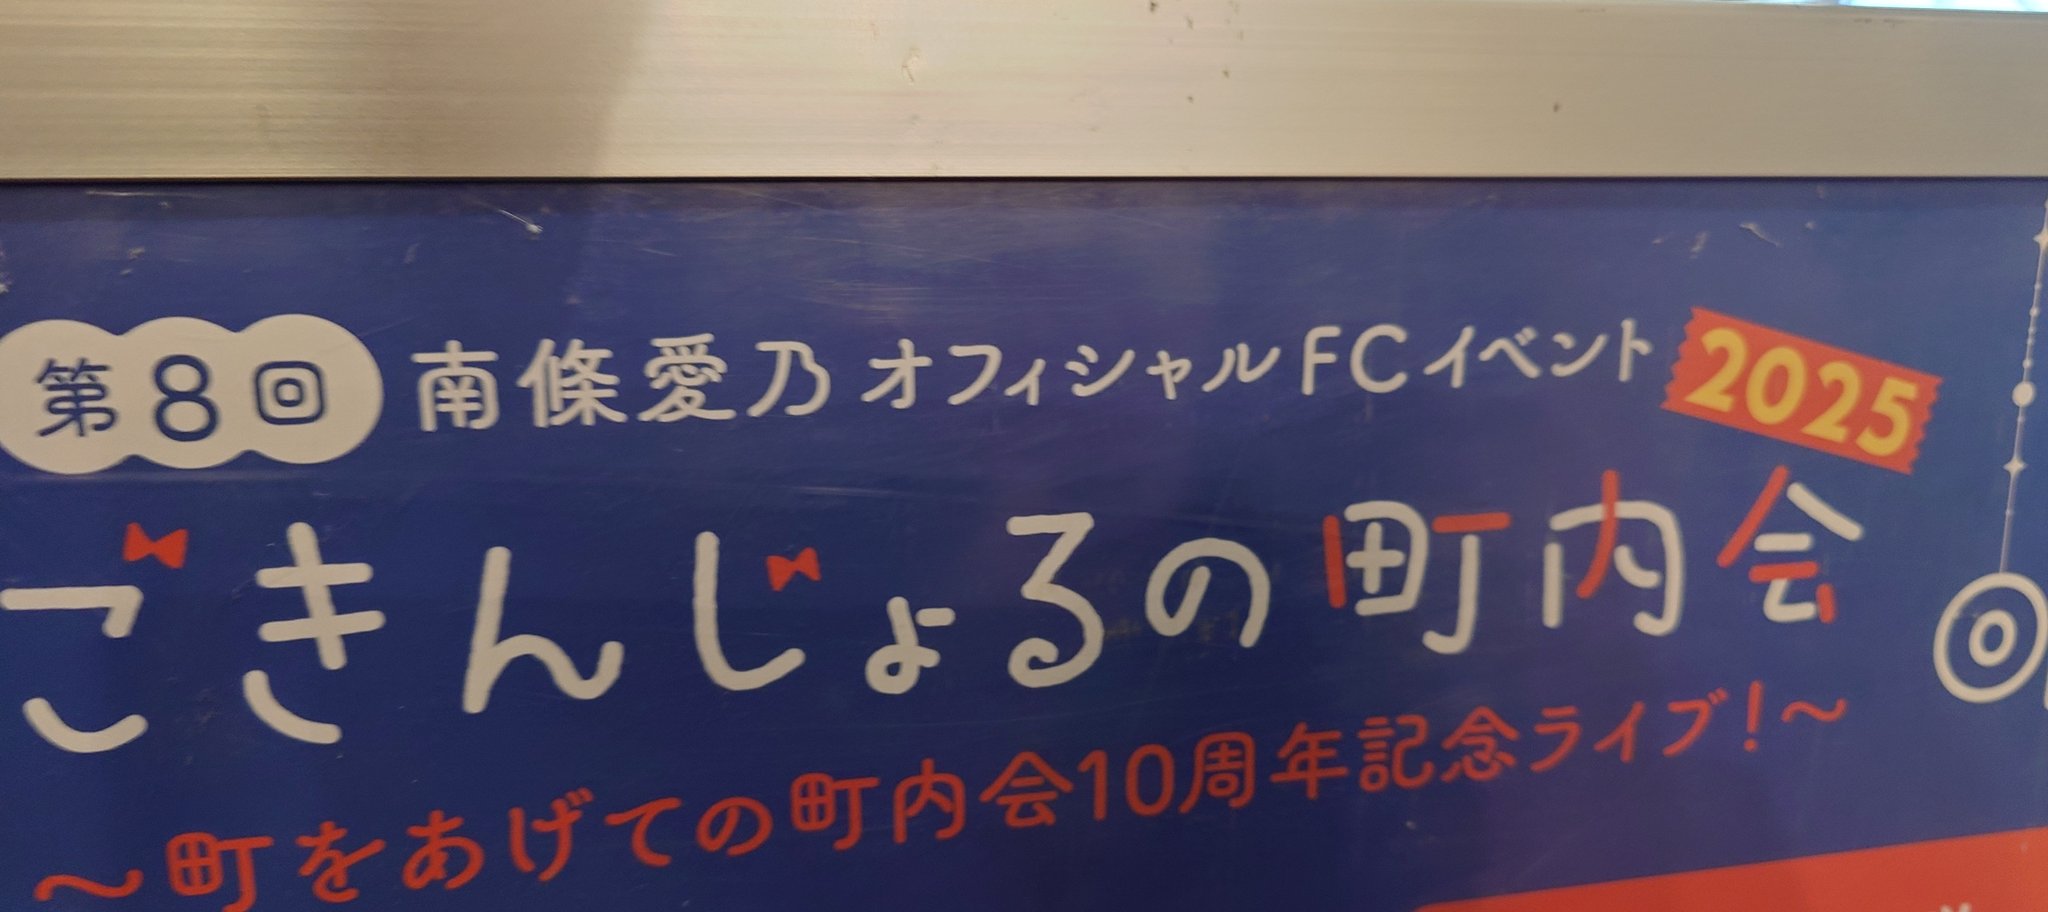 第8回 南條愛乃 オフィシャルFCイベント 2025
ごきんじょるの町内会
～町をあげての町内会10周年記念ライブ！～